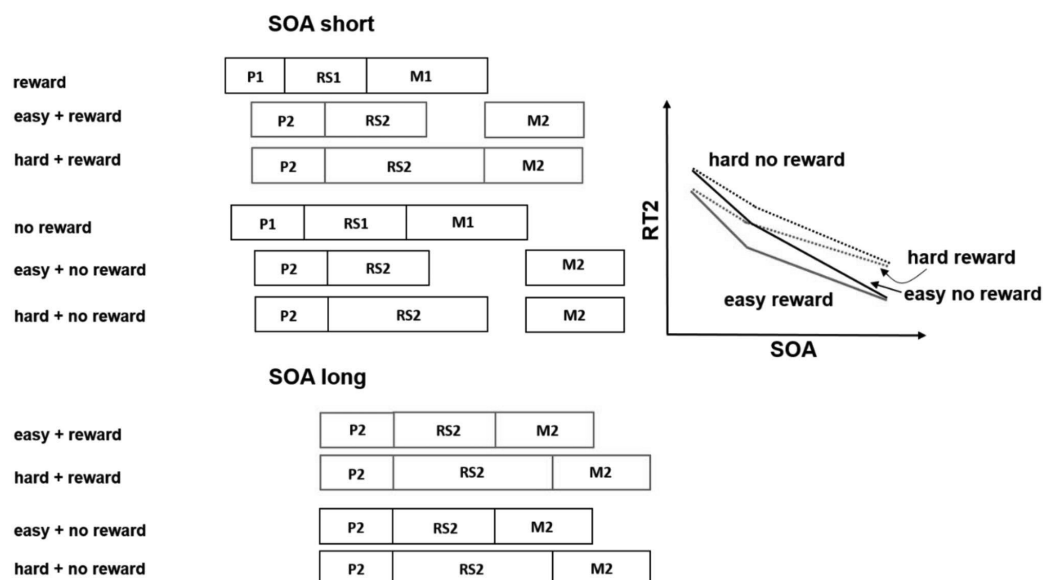 SOA short
reward
P1 RS1 M1
easy + reward
P2 RS2 M2
hard + reward
P2 RS2 M2
no reward
P1 RS1 M1
easy + no reward
P2 RS2 M2
hard + no reward
P2 RS2 M2
RT2
hard no reward
hard reward
easy no reward
easy reward
SOA
SOA long
easy + reward
P2 RS2 M2
hard + reward
P2 RS2 M2
easy + no reward
P2 RS2 M2
hard + no reward
P2 RS2 M2